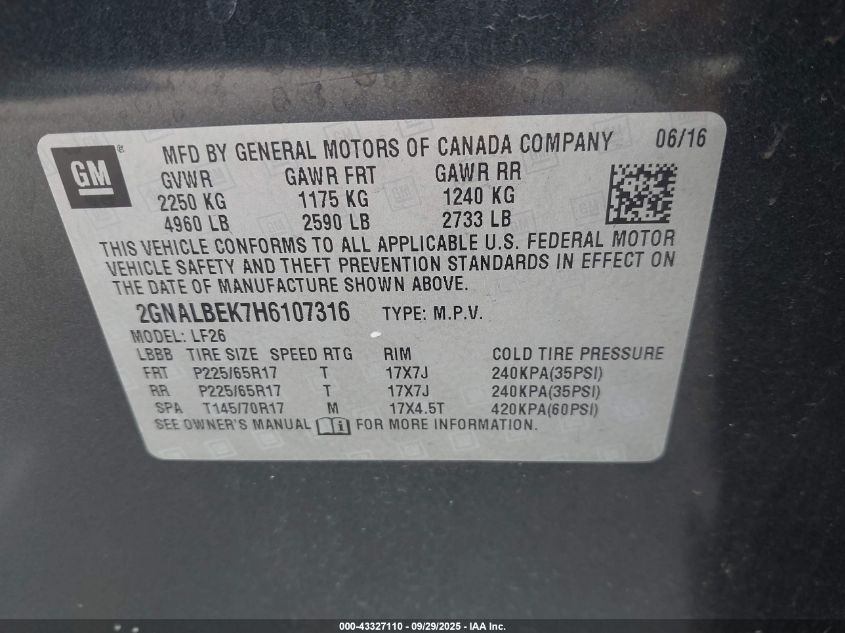 GM
MFD BY GENERAL MOTORS OF CANADA COMPANY 06/16
GVWR GAWR FRT GAWR RR
2250 KG 1175 KG 1240 KG
4960 LB 2590 LB 2733 LB
THIS VEHICLE CONFORMS TO ALL APPLICABLE U.S. FEDERAL MOTOR
VEHICLE SAFETY AND THEFT PREVENTION STANDARDS IN EFFECT ON
THE DATE OF MANUFACTURE SHOWN ABOVE.
2GNALBEK7H6107316 TYPE: M.P.V.
MODEL: LF26
LBBB TIRE SIZE SPEED RTG RIM COLD TIRE PRESSURE
FRT P225/65R17 T 17X7J 240KPA(35PSI)
RR P225/65R17 T 17X7J 240KPA(35PSI)
SPA T145/70R17 M 17X4.5T 420KPA(60PSI)
SEE OWNER'S MANUAL FOR MORE INFORMATION.
000-43327110 - 09/29/2025 - IAA Inc.